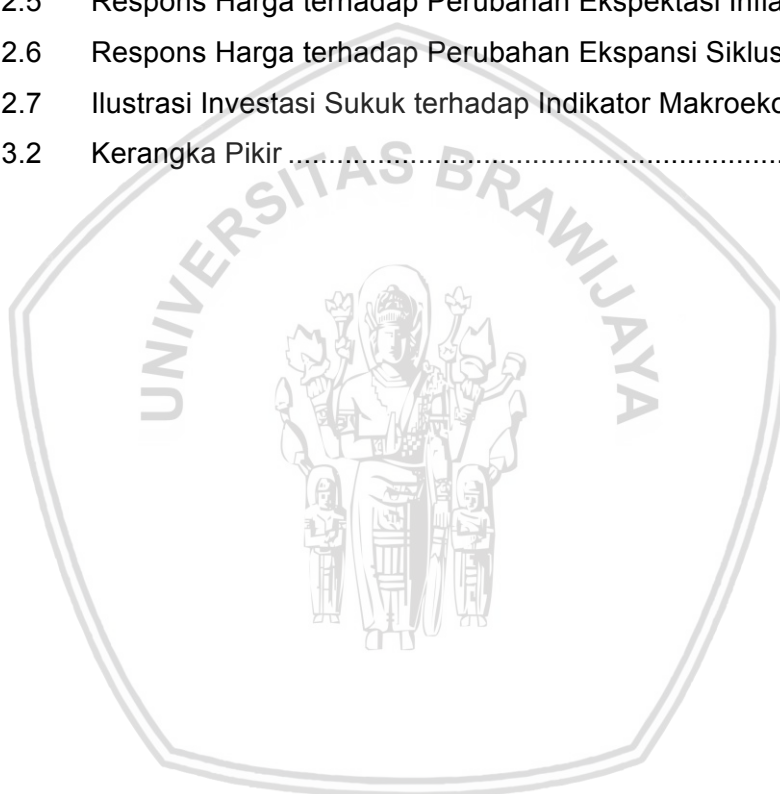 2.5 Respons Harga terhadap Perubahan Ekspektasi Infla
2.6 Respons Harga terhadap Perubahan Ekspansi Siklus
2.7 Ilustrasi Investasi Sukuk terhadap Indikator Makroeko
3.2 Kerangka Pikir ............................................................
UNIVERSITAS BRAWIJAYA